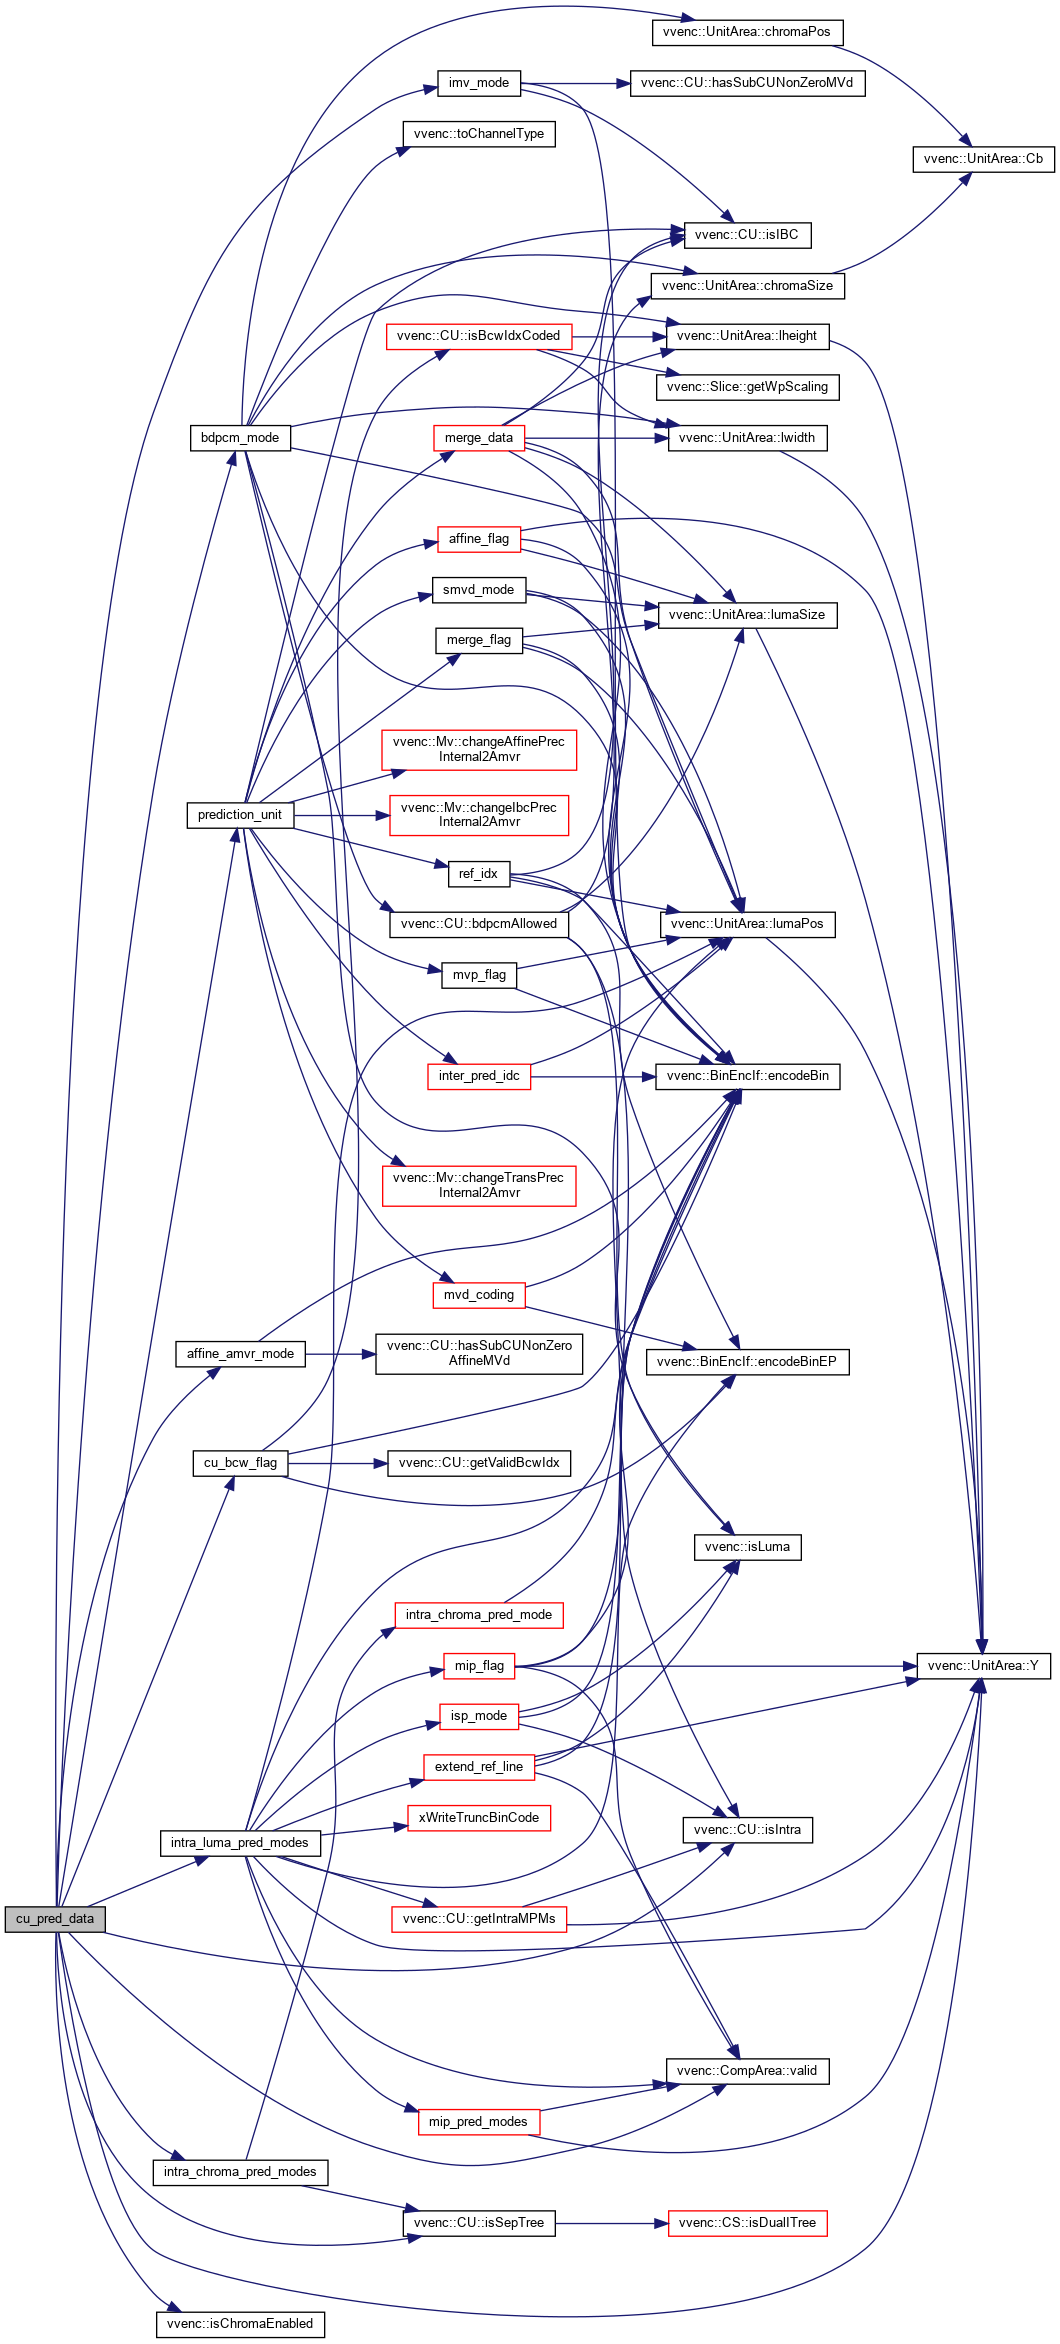 vvenc::UnitArea::chromaPos
imv_mode
vvenc::CU::hasSubCUNonZeroMVd
vvenc::toChannelType
vvenc::UnitArea::Cb
vvenc::CU::isIBC
vvenc::UnitArea::chromaSize
vvenc::CU::isBcwIdxCoded
vvenc::UnitArea::lheight
vvenc::Slice::getWpScaling
bdpcm_mode
merge_data
vvenc::UnitArea::lwidth
affine_flag
smvd_mode
vvenc::UnitArea::lumaSize
merge_flag
vvenc::Mv::changeAffinePrec
Internal2Amvr
prediction_unit
vvenc::Mv::changeIbcPrec
Internal2Amvr
ref_idx
vvenc::CU::bdpcmAllowed
vvenc::UnitArea::lumaPos
mvp_flag
inter_pred_idc
vvenc::BinEncIf::encodeBin
vvenc::Mv::changeTransPrec
Internal2Amvr
mvd_coding
affine_amvr_mode
vvenc::CU::hasSubCUNonZero
AffineMVd
vvenc::BinEncIf::encodeBinEP
cu_bcw_flag
vvenc::CU::getValidBcwIdx
vvenc::isLuma
intra_chroma_pred_mode
mip_flag
vvenc::UnitArea::Y
isp_mode
extend_ref_line
xWriteTruncBinCode
vvenc::CU::isIntra
intra_luma_pred_modes
cu_pred_data
vvenc::CU::getIntraMPMs
vvenc::CompArea::valid
mip_pred_modes
intra_chroma_pred_modes
vvenc::CU::isSepTree
vvenc::CS::isDualITree
vvenc::isChromaEnabled